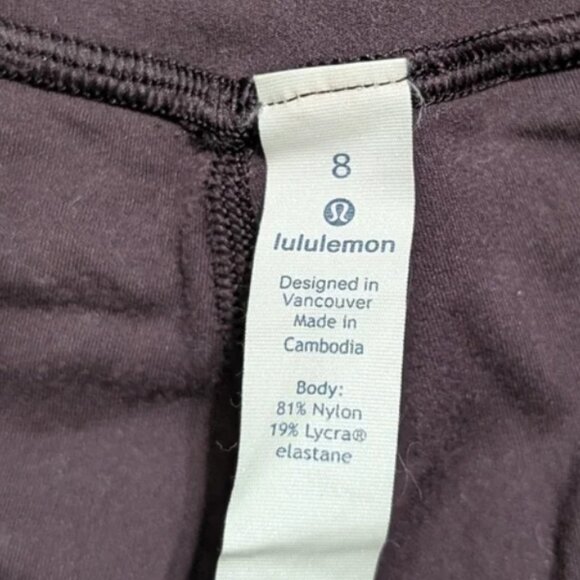 8
lululemon
Designed in
Vancouver
Made in
Cambodia
Body:
81% Nylon
19% Lycra®
elastane